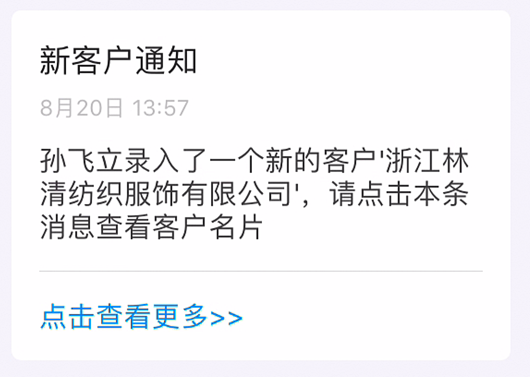 新客户通知
8月20日 13:57
孙飞立录入了一个新的客户'浙江林
清纺织服饰有限公司'，请点击本条
消息查看客户名片
点击查看更多>>